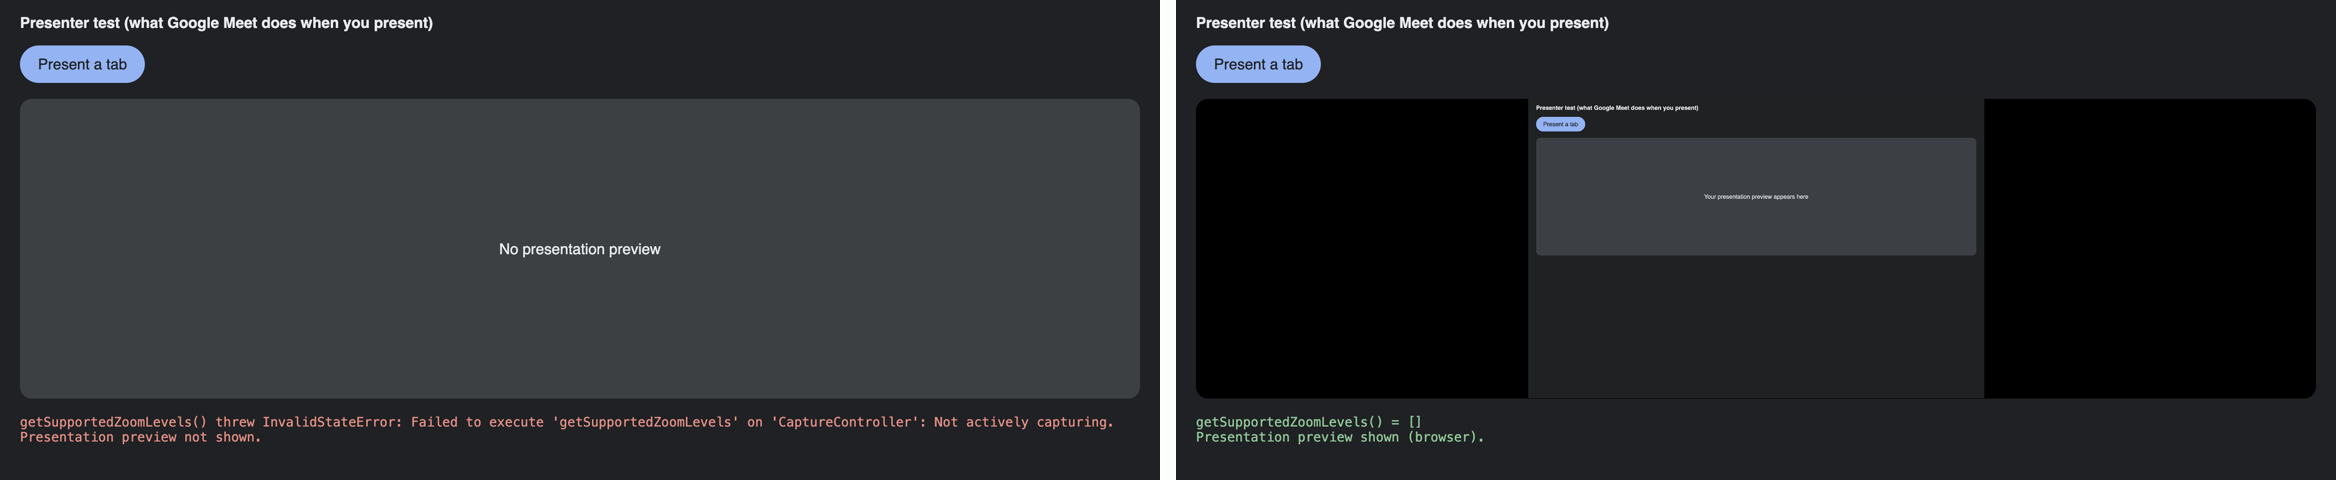 Presenter test (what Google Meet does when you present)
Present a tab
No presentation preview
getSupportedZoomLevels() threw InvalidStateError: Failed to execute 'getSupportedZoomLevels' on 'CaptureController': Not actively capturing.
Presentation preview not shown.
Presenter test (what Google Meet does when you present)
Present a tab
Presenter test (what Google Meet does when you present)
Present a tab
Your presentation preview appears here
getSupportedZoomLevels() = []
Presentation preview shown (browser).